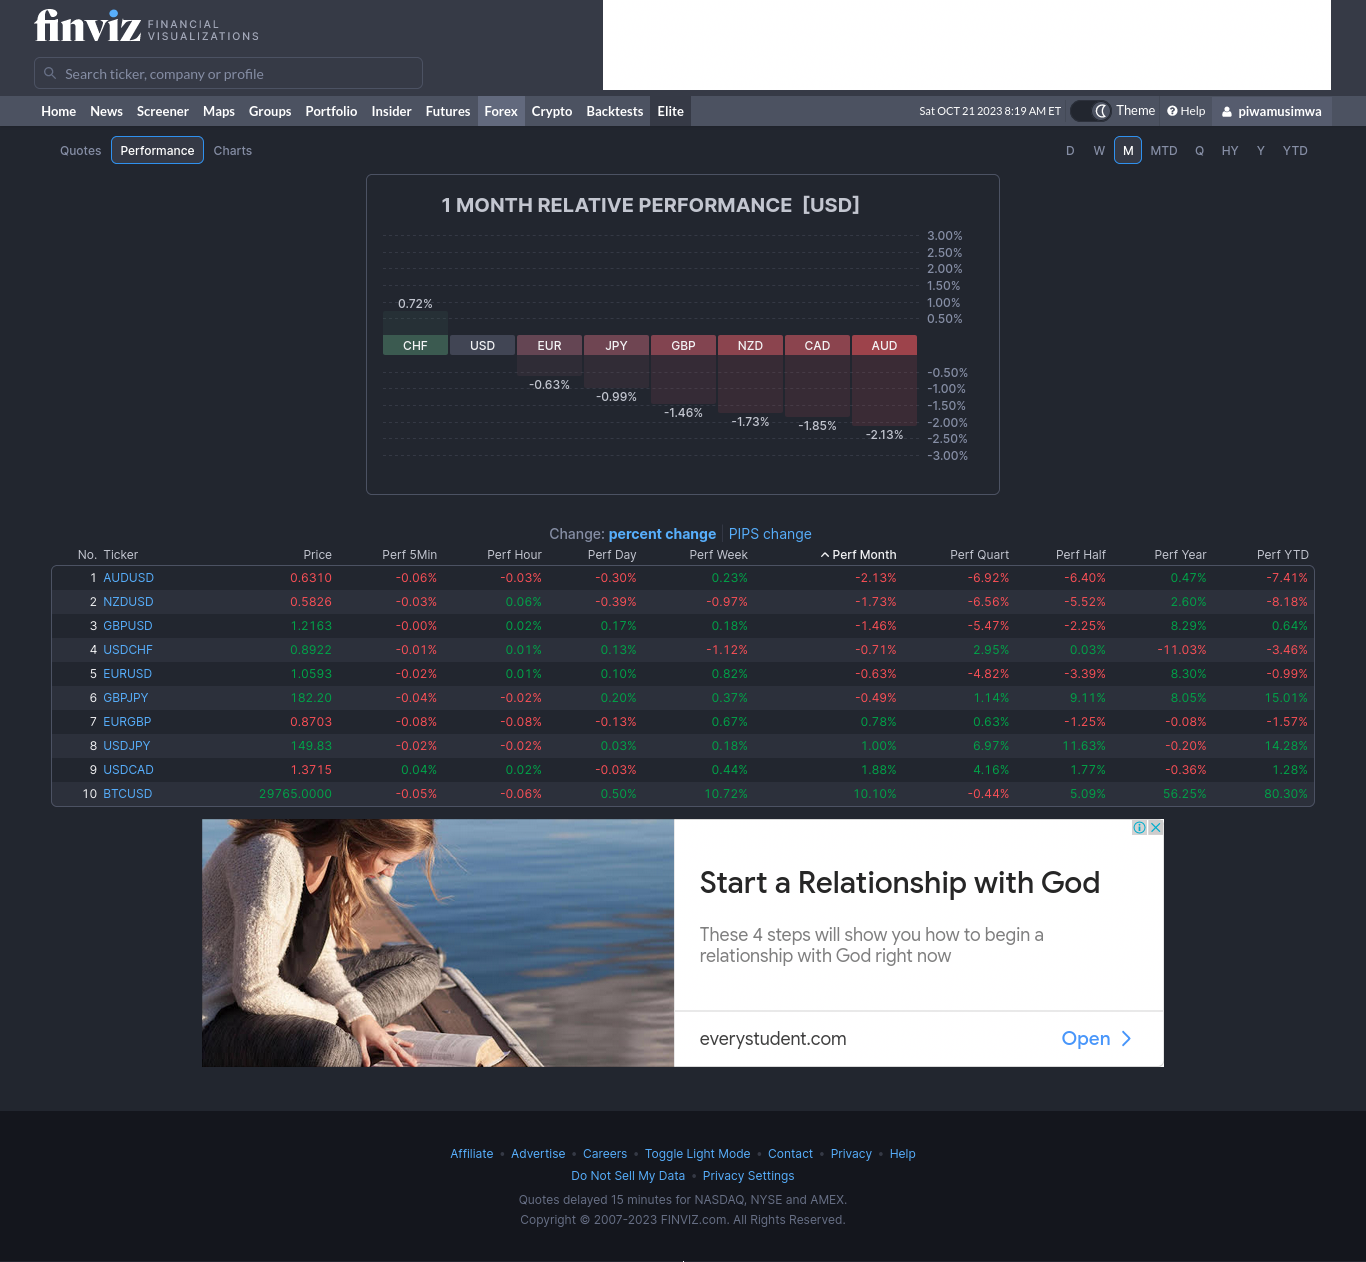 finviz FINANCIAL
VISUALIZATIONS
Search ticker, company or profile
Home News Screener Maps Groups Portfolio Insider Futures Forex Crypto Backtests Elite Sat OCT 21 2023 8:19 AM ET Theme Help piwamusimwa
Quotes Performance Charts D W M MTD Q HY Y YTD
1 MONTH RELATIVE PERFORMANCE [USD]
3.00%
2.50%
2.00%
1.50%
0.72% 1.00%
0.50%
CHF USD EUR JPY GBP NZD CAD AUD
-0.50%
-0.63% -1.00%
-0.99% -1.50%
-1.46%
-1.73% -2.00%
-1.85%
-2.13% -2.50%
-3.00%
Change: percent change PIPS change
No. Ticker Price Perf 5Min Perf Hour Perf Day Perf Week Perf Month Perf Quart Perf Half Perf Year Perf YTD
1 AUDUSD 0.6310 -0.06% -0.03% -0.30% 0.23% -2.13% -6.92% -6.40% 0.47% -7.41%
2 NZDUSD 0.5826 -0.03% 0.06% -0.39% -0.97% -1.73% -6.56% -5.52% 2.60% -8.18%
3 GBPUSD 1.2163 -0.00% 0.02% 0.17% 0.18% -1.46% -5.47% -2.25% 8.29% 0.64%
4 USDCHF 0.8922 -0.01% 0.01% 0.13% -1.12% -0.71% 2.95% 0.03% -11.03% -3.46%
5 EURUSD 1.0593 -0.02% 0.01% 0.10% 0.82% -0.63% -4.82% -3.39% 8.30% -0.99%
6 GBPJPY 182.20 -0.04% -0.02% 0.20% 0.37% -0.49% 1.14% 9.11% 8.05% 15.01%
7 EURGBP 0.8703 -0.08% -0.08% -0.13% 0.67% 0.78% 0.63% -1.25% -0.08% -1.57%
8 USDJPY 149.83 -0.02% -0.02% 0.03% 0.18% 1.00% 6.97% 11.63% -0.20% 14.28%
9 USDCAD 1.3715 0.04% 0.02% -0.03% 0.44% 1.88% 4.16% 1.77% -0.36% 1.28%
10 BTCUSD 29765.0000 -0.05% -0.06% 0.50% 10.72% 10.10% -0.44% 5.09% 56.25% 80.30%
Start a Relationship with God
These 4 steps will show you how to begin a
relationship with God right now
everystudent.com Open
Affiliate • Advertise • Careers • Toggle Light Mode • Contact • Privacy • Help
Do Not Sell My Data • Privacy Settings
Quotes delayed 15 minutes for NASDAQ, NYSE and AMEX.
Copyright © 2007-2023 FINVIZ.com. All Rights Reserved.